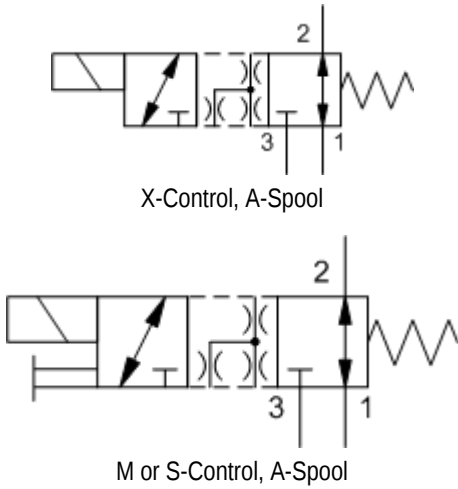 2
3 1
X-Control, A-Spool
2
3 1
M or S-Control, A-Spool